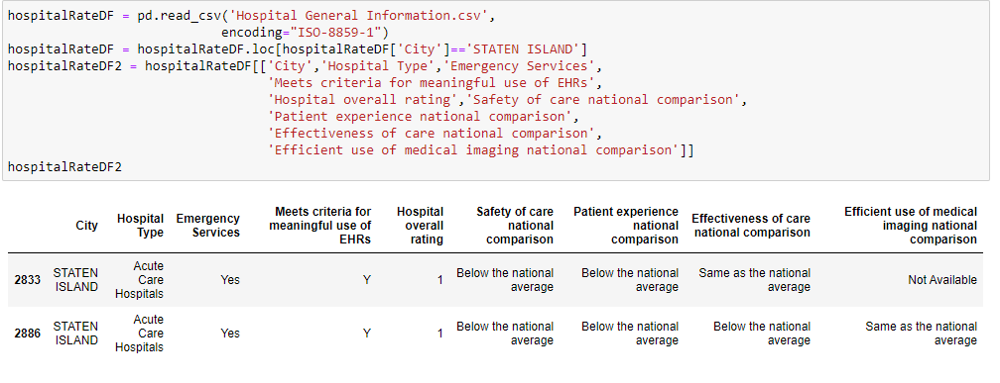 hospitalRateDF = pd.read_csv('Hospital General Information.csv',
                            encoding="ISO-8859-1")
hospitalRateDF = hospitalRateDF.loc[hospitalRateDF['City']=='STATEN ISLAND']
hospitalRateDF2 = hospitalRateDF[['City','Hospital Type','Emergency Services',
                                  'Meets criteria for meaningful use of EHRs',
                                  'Hospital overall rating','Safety of care national comparison',
                                  'Patient experience national comparison',
                                  'Effectiveness of care national comparison',
                                  'Efficient use of medical imaging national comparison']]
hospitalRateDF2
City Hospital Type Emergency Services Meets criteria for meaningful use of EHRs Hospital overall rating Safety of care national comparison Patient experience national comparison Effectiveness of care national comparison Efficient use of medical imaging national comparison
2833 STATEN ISLAND Acute Care Hospitals Yes Y 1 Below the national average Below the national average Same as the national average Not Available
2886 STATEN ISLAND Acute Care Hospitals Yes Y 1 Below the national average Below the national average Below the national average Same as the national average